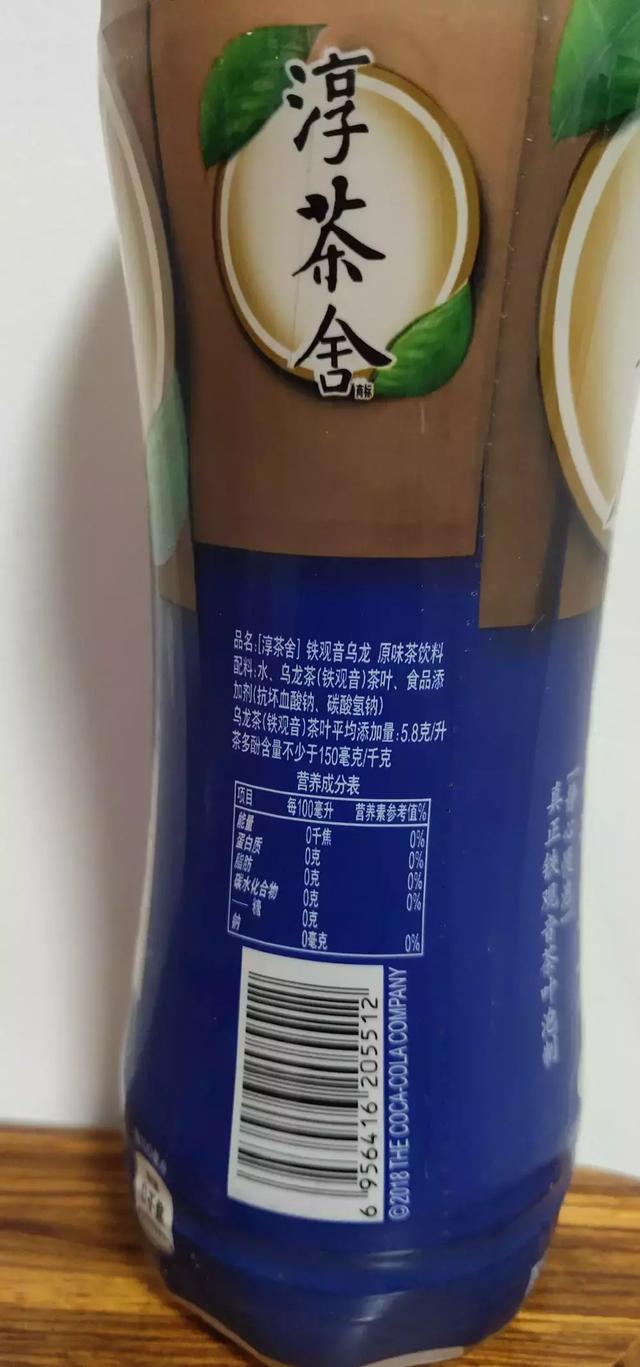 淳茶舍
商标
品名:[淳茶舍] 铁观音乌龙 原味茶饮料
配料:水、乌龙茶(铁观音)茶叶、食品添
加剂(抗坏血酸钠、碳酸氢钠)
乌龙茶(铁观音)茶叶平均添加量:5.8克/升
茶多酚含量不少于150毫克/千克
营养成分表
项目 每100毫升 营养素参考值%
能量 0千焦 0%
蛋白质 0克 0%
脂肪 0克 0%
碳水化合物 0克 0%
— 糖 0克
钠 0毫克 0%
6 956416 205512
©2018 THE COCA-COLA COMPANY
真正铁观音茶叶泡制